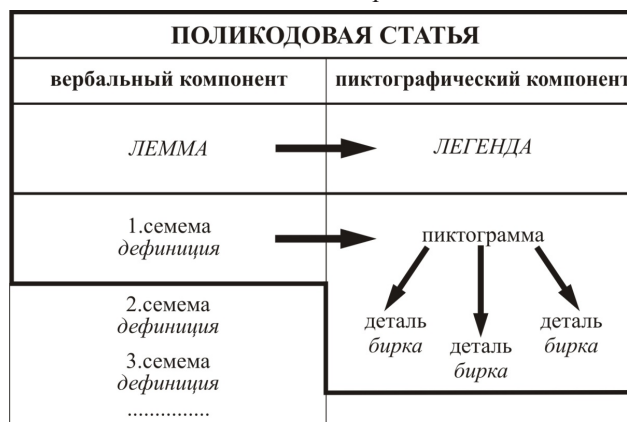 ПОЛИКОДОВАЯ СТАТЬЯ
вербальный компонент
пиктографический компонент
ЛЕММА
ЛЕГЕНДА
1.семема
дефиниция
пиктограмма
2.семема
дефиниция
3.семема
дефиниция
...............
деталь
бирка
деталь
бирка
деталь
бирка